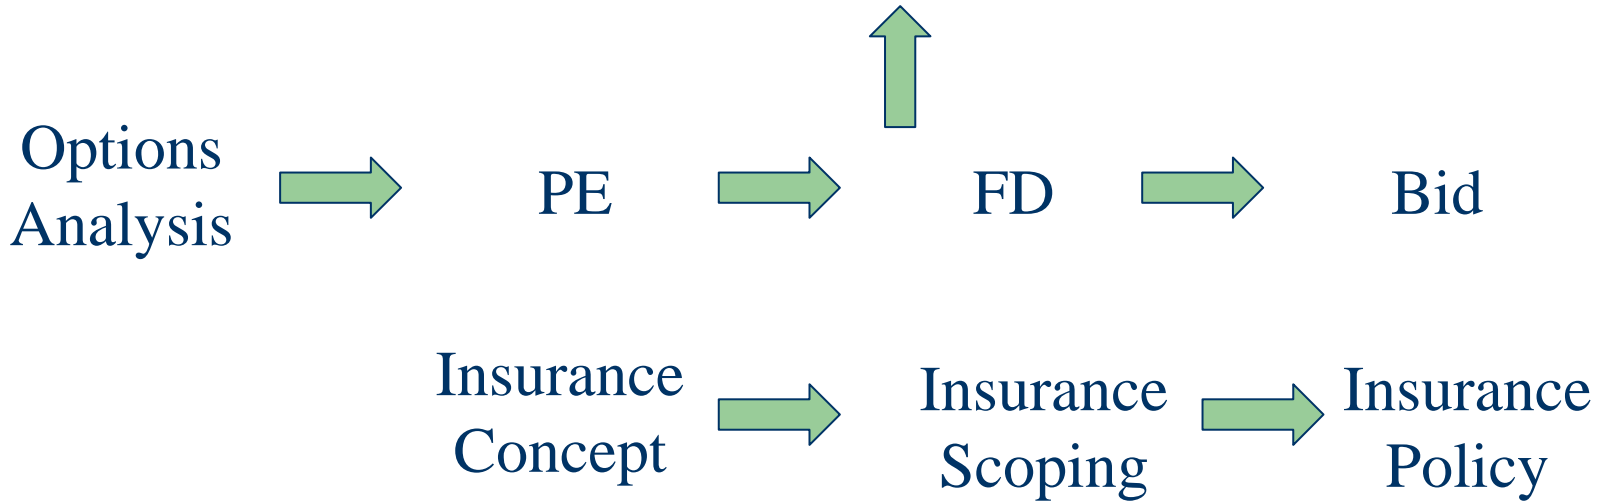 Options
Analysis
PE
FD
Bid
Insurance
Concept
Insurance
Scoping
Insurance
Policy